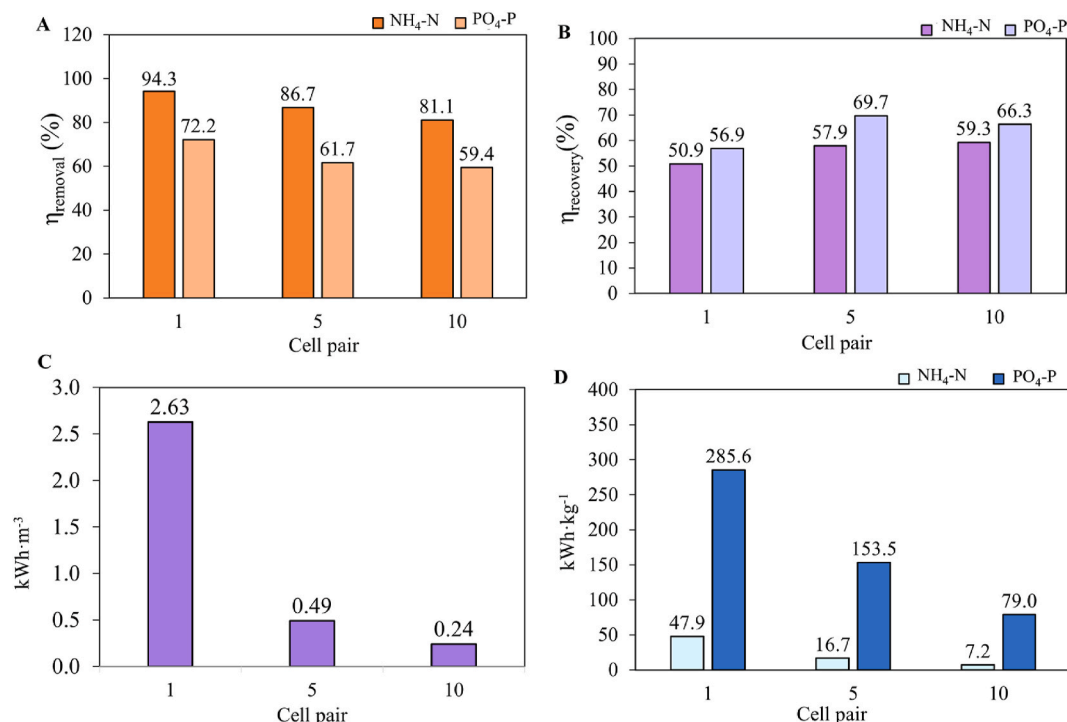 A
NH₄-N PO₄-P
120
100
80
60
40
20
0
η removal (%)
94.3
72.2
86.7
61.7
81.1
59.4
1 5 10
Cell pair
B
NH₄-N PO₄-P
100
90
80
70
60
50
40
30
20
10
0
η recovery(%)
50.9
56.9
57.9
69.7
59.3
66.3
1 5 10
Cell pair
C
3.0
2.5
2.0
1.5
1.0
0.5
0.0
kWh·m⁻³
2.63
0.49
0.24
1 5 10
Cell pair
D
NH₄-N PO₄-P
400
350
300
250
200
150
100
50
0
kWh·kg⁻¹
47.9
285.6
16.7
153.5
7.2
79.0
1 5 10
Cell pair